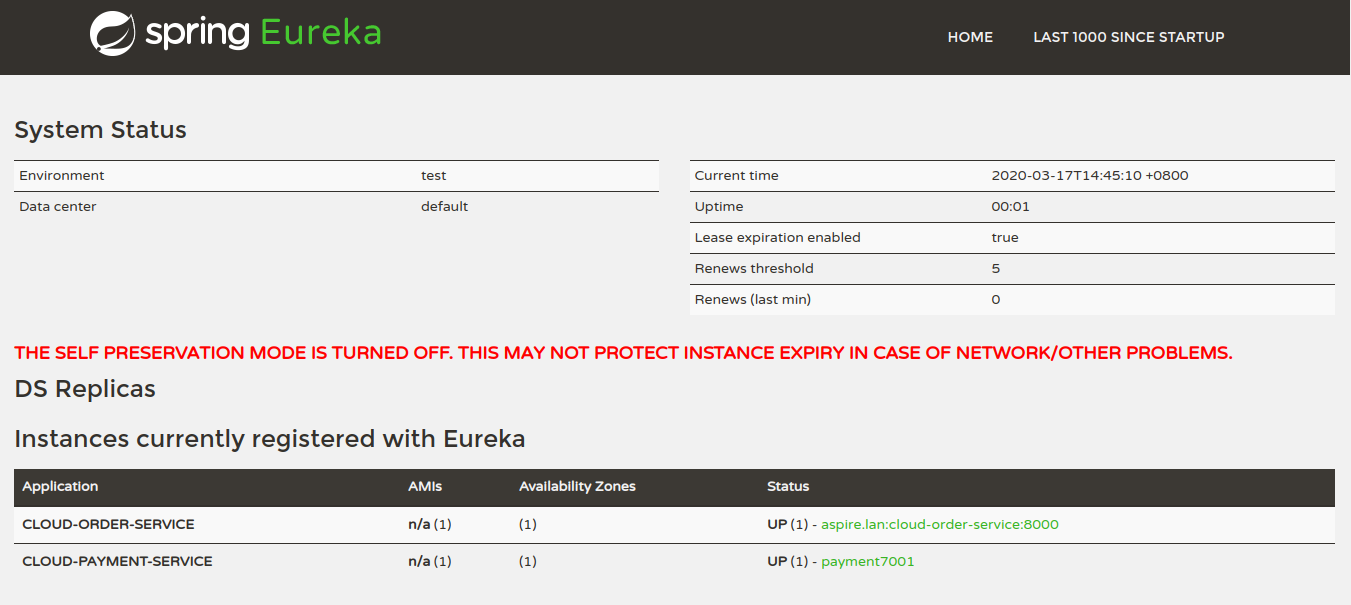 spring Eureka
HOME LAST 1000 SINCE STARTUP
System Status
Environment test
Data center default
Current time 2020-03-17T14:45:10 +0800
Uptime 00:01
Lease expiration enabled true
Renews threshold 5
Renews (last min) 0
THE SELF PRESERVATION MODE IS TURNED OFF. THIS MAY NOT PROTECT INSTANCE EXPIRY IN CASE OF NETWORK/OTHER PROBLEMS.
DS Replicas
Instances currently registered with Eureka
Application AMIs Availability Zones Status
CLOUD-ORDER-SERVICE n/a (1) (1) UP (1) - aspire.lan:cloud-order-service:8000
CLOUD-PAYMENT-SERVICE n/a (1) (1) UP (1) - payment7001